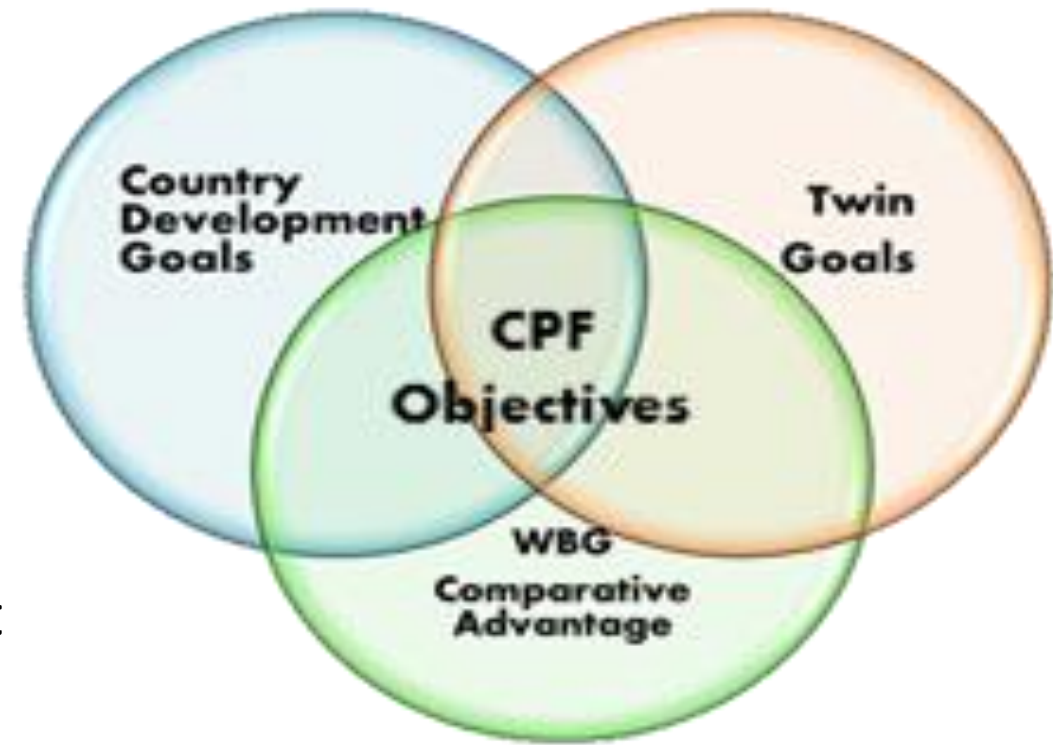 Country
Development
Goals
Twin
Goals
CPF
Objectives
WBG
Comparative
Advantage